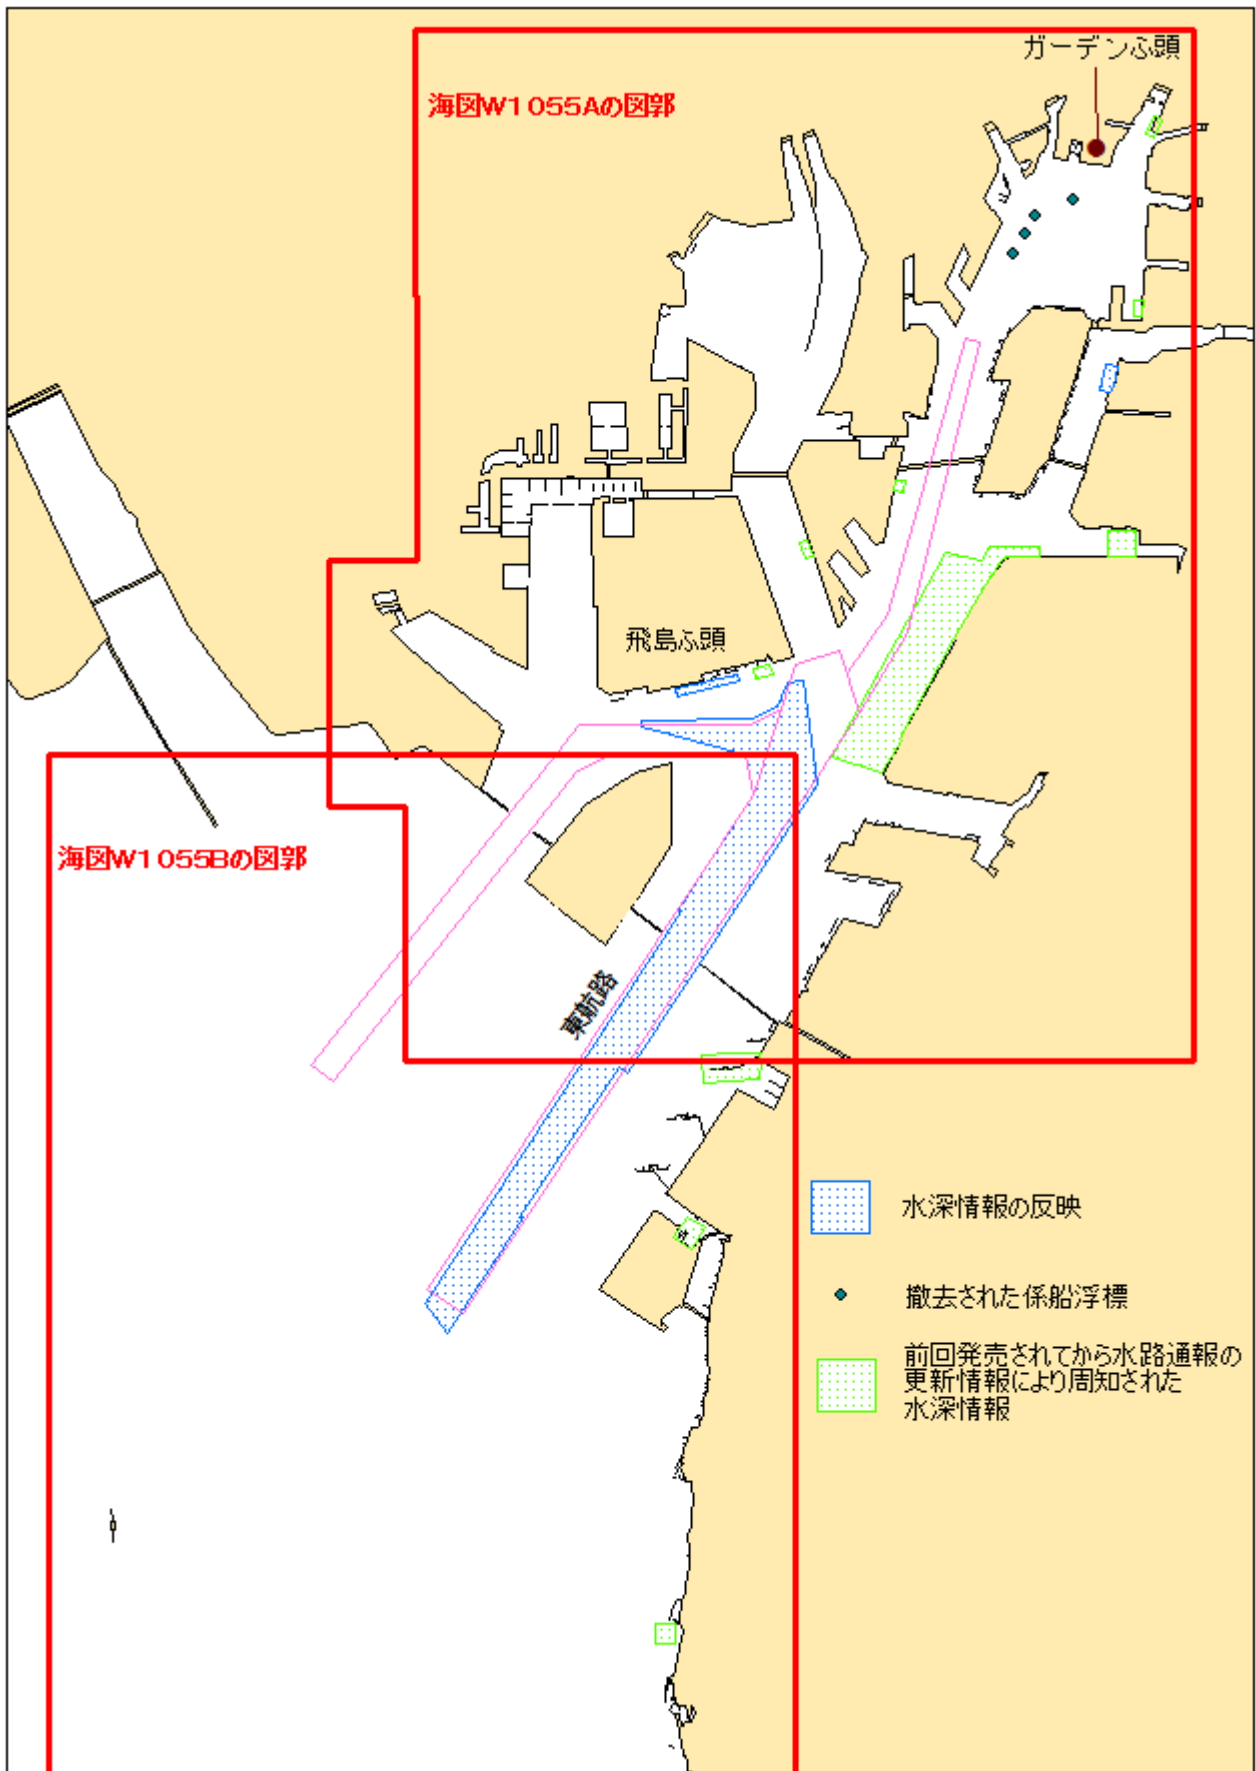 ガーデンふ頭
海図W1055Aの図郭
飛島ふ頭
海図W1055Bの図郭
東航路
水深情報の反映
撤去された係船浮標
前回発売されてから水路通報の
更新情報により周知された
水深情報